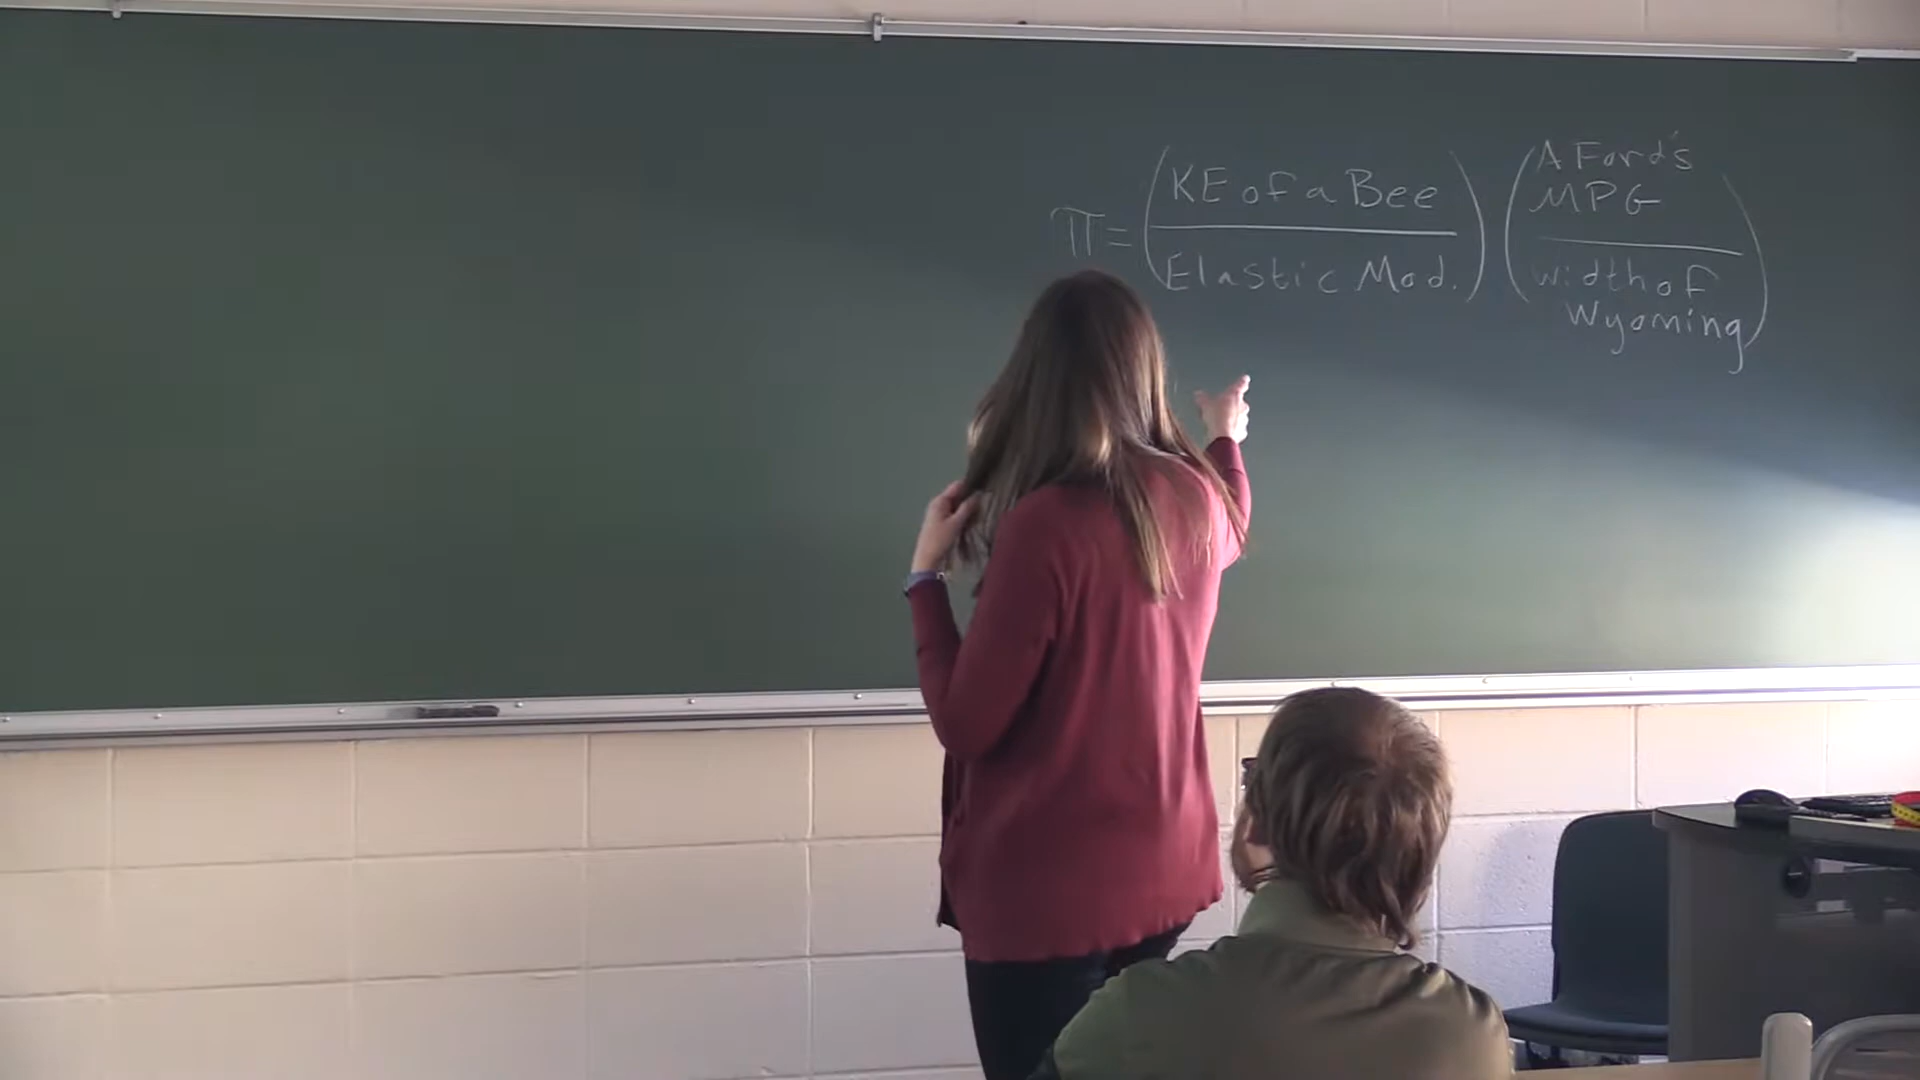 π = (KE of a Bee / Elastic Mod.) (A Ford's MPG / width of Wyoming)